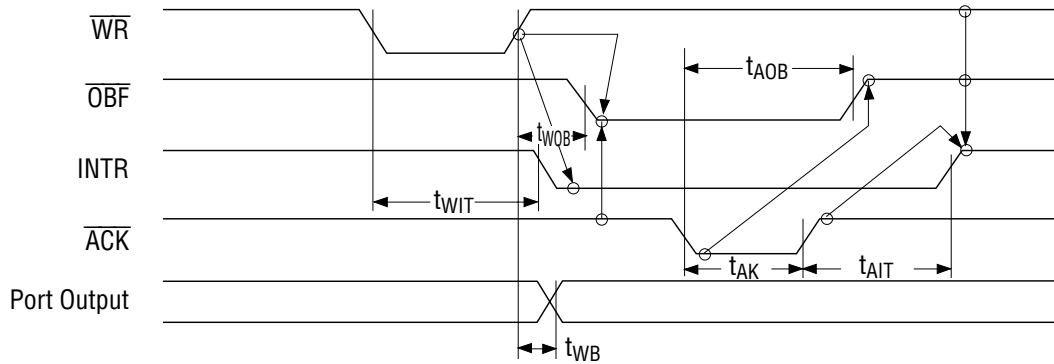 WR
OBF
INTR
ACK
Port Output
tAOB
tWOB
tWIT
tAK
tAIT
tWB